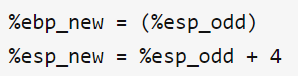 %ebp_new = (%esp_odd)
%esp_new = %esp_odd + 4